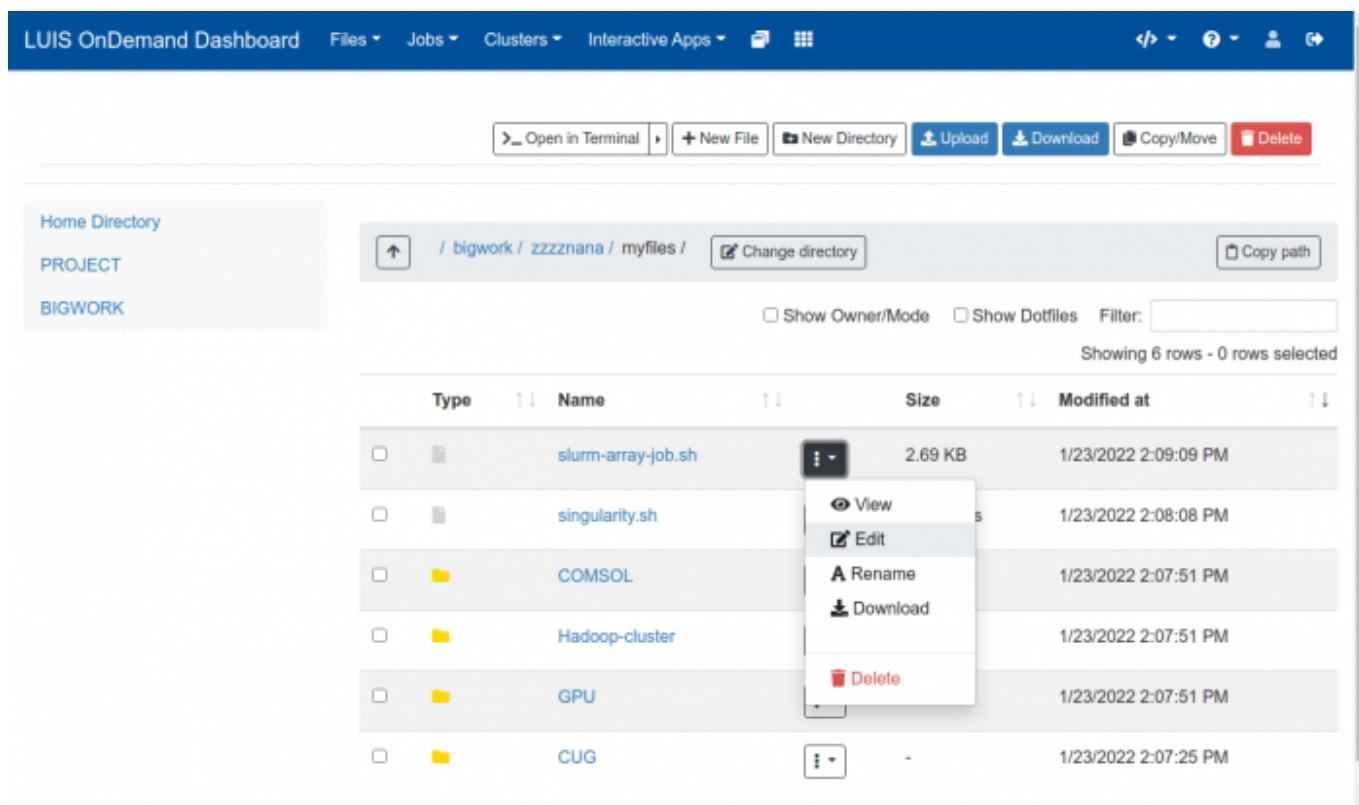 LUIS OnDemand Dashboard Files Jobs Clusters Interactive Apps
Open in Terminal New File New Directory Upload Download Copy/Move Delete
Home Directory
PROJECT
BIGWORK
/ bigwork / zzzznana / myfiles / Change directory Copy path
Show Owner/Mode Show Dotfiles Filter:
Showing 6 rows - 0 rows selected
Type Name Size Modified at
slurm-array-job.sh 2.69 KB 1/23/2022 2:09:09 PM
singularity.sh s 1/23/2022 2:08:08 PM
COMSOL 1/23/2022 2:07:51 PM
Hadoop-cluster 1/23/2022 2:07:51 PM
GPU 1/23/2022 2:07:51 PM
CUG - 1/23/2022 2:07:25 PM
View
Edit
Rename
Download
Delete